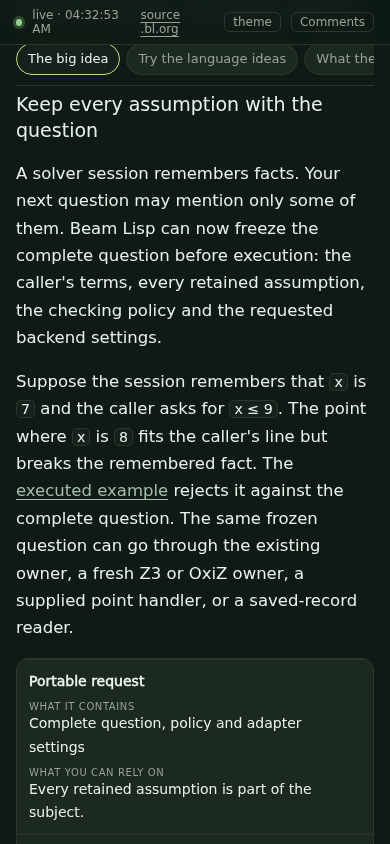 live · 04:32:53 AM
source .bl.org
theme
Comments
The big idea
Try the language ideas
What the
Keep every assumption with the
question
A solver session remembers facts. Your
next question may mention only some of
them. Beam Lisp can now freeze the
complete question before execution: the
caller's terms, every retained assumption,
the checking policy and the requested
backend settings.
Suppose the session remembers that x is
7 and the caller asks for x ≤ 9. The point
where x is 8 fits the caller's line but
breaks the remembered fact. The
executed example rejects it against the
complete question. The same frozen
question can go through the existing
owner, a fresh Z3 or OxiZ owner, a
supplied point handler, or a saved-record
reader.
Portable request
WHAT IT CONTAINS
Complete question, policy and adapter
settings
WHAT YOU CAN RELY ON
Every retained assumption is part of the
subject.